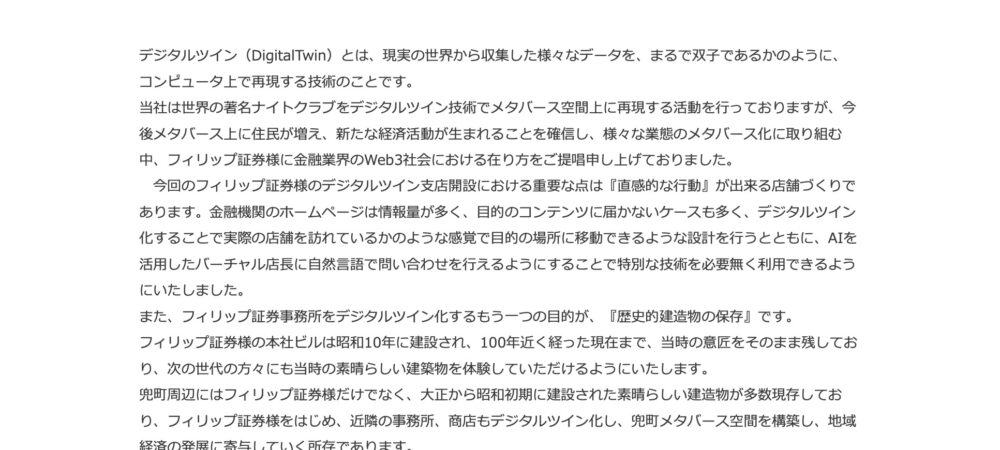 デジタルツイン（DigitalTwin）とは、現実の世界から収集した様々なデータを、まるで双子であるかのように、
コンピュータ上で再現する技術のことです。
当社は世界の著名ナイトクラブをデジタルツイン技術でメタバース空間上に再現する活動を行っておりますが、今
後メタバース上に住民が増え、新たな経済活動が生まれることを確信し、様々な業態のメタバース化に取り組む
中、フィリップ証券様に金融業界のWeb3社会における在り方をご提唱申し上げておりました。
　今回のフィリップ証券様のデジタルツイン支店開設における重要な点は『直感的な行動』が出来る店舗づくりで
あります。金融機関のホームページは情報量が多く、目的のコンテンツに届かないケースも多く、デジタルツイン
化することで実際の店舗を訪れているかのような感覚で目的の場所に移動できるような設計を行うとともに、AIを
活用したバーチャル店長に自然言語で問い合わせを行えるようにすることで特別な技術を必要無く利用できるよう
にいたしました。
また、フィリップ証券事務所をデジタルツイン化するもう一つの目的が、『歴史的建造物の保存』です。
フィリップ証券様の本社ビルは昭和10年に建設され、100年近く経った現在まで、当時の意匠をそのまま残してお
り、次の世代の方々にも当時の素晴らしい建築物を体験していただけるようにいたします。
兜町周辺にはフィリップ証券様だけでなく、大正から昭和初期に建設された素晴らしい建造物が多数現存してお
り、フィリップ証券様をはじめ、近隣の事務所、商店もデジタルツイン化し、兜町メタバース空間を構築し、地域
経済の発展に寄与していく所存であります。